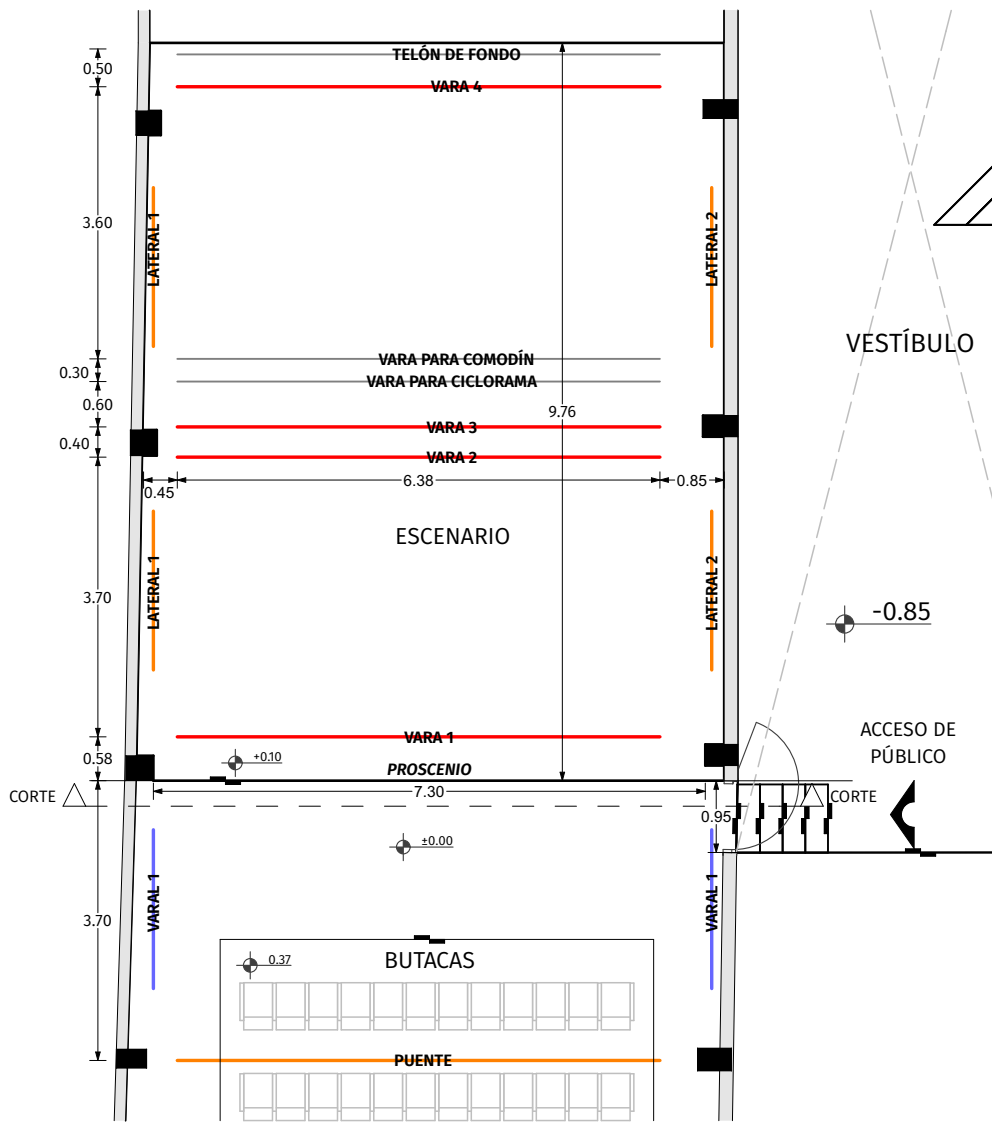 TELÓN DE FONDO
0.50
VARA 4
3.60
LATERAL 1
LATERAL 2
VESTÍBULO
VARA PARA COMODÍN
0.30
VARA PARA CICLORAMA
0.60
9.76
VARA 3
0.40
VARA 2
0.45
6.38
0.85
ESCENARIO
LATERAL 1
LATERAL 2
3.70
-0.85
VARA 1
ACCESO DE
PÚBLICO
0.58
+0.10
PROSCENIO
CORTE
7.30
CORTE
0.95
±0.00
VARAL 1
VARAL 1
3.70
BUTACAS
0.37
PUENTE